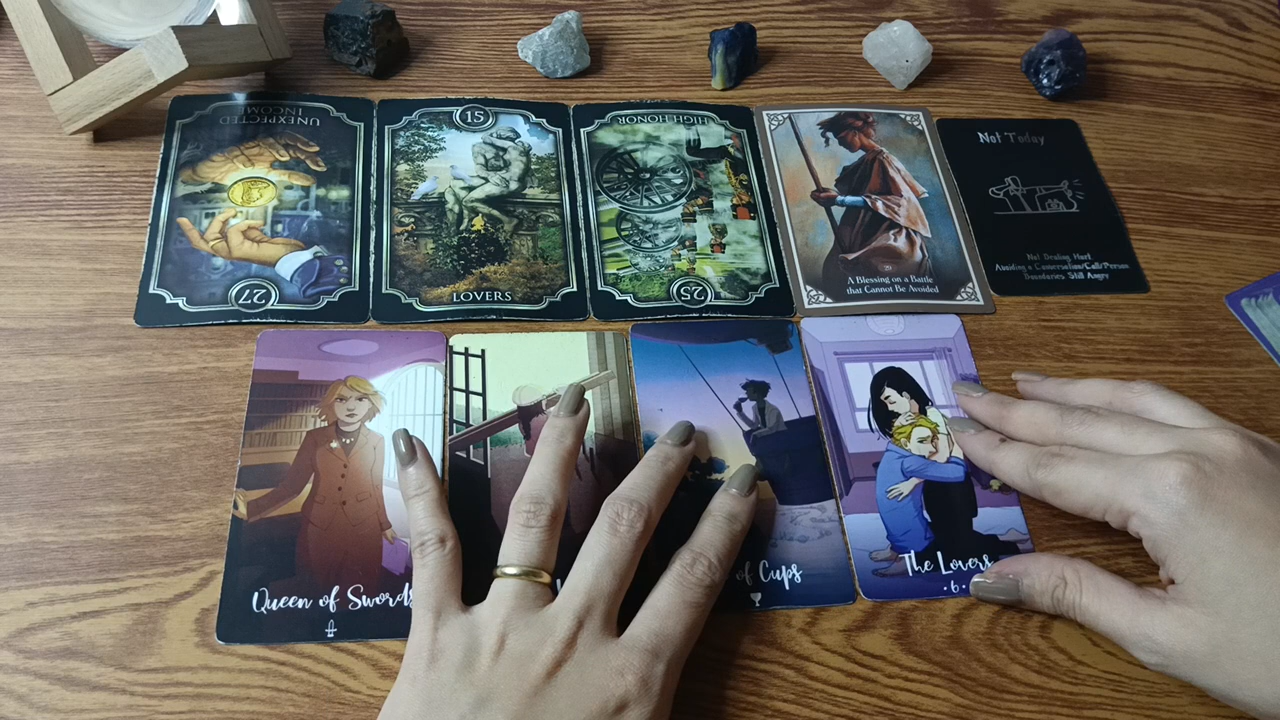 UNEXPECTED
INCOME
27
15
LOVERS
HIGH HONOR
25
A Blessing on a Battle
that Cannot Be Avoided
Not Today
Not Dealing
Avoiding a Conversation/Call/Person
Boundaries Still Angry
Queen of Swords
of Cups
The Lovers
·6·